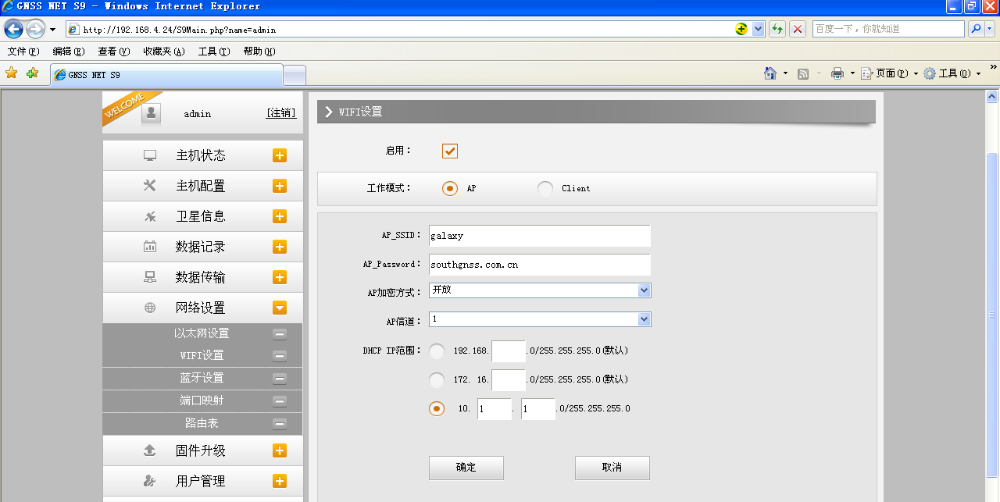 GNSS NET S9 - Windows Internet Explorer
http://192.168.4.24/S9Main.php?name=admin
百度一下，你就知道
文件(F) 编辑(E) 查看(V) 收藏夹(A) 工具(T) 帮助(H)
GNSS NET S9
页面(P) 工具(O) »
WELCOME
admin [注销]
主机状态
主机配置
卫星信息
数据记录
数据传输
网络设置
以太网设置
WIFI设置
蓝牙设置
端口映射
路由表
固件升级
用户管理
WIFI设置
启用：
工作模式： AP Client
AP_SSID： galaxy
AP_Password： southgnss.com.cn
AP加密方式： 开放
AP信道： 1
DHCP IP范围： 192.168. .0/255.255.255.0(默认)
172. 16. .0/255.255.255.0(默认)
10. 1 . 1 .0/255.255.255.0
确定 取消